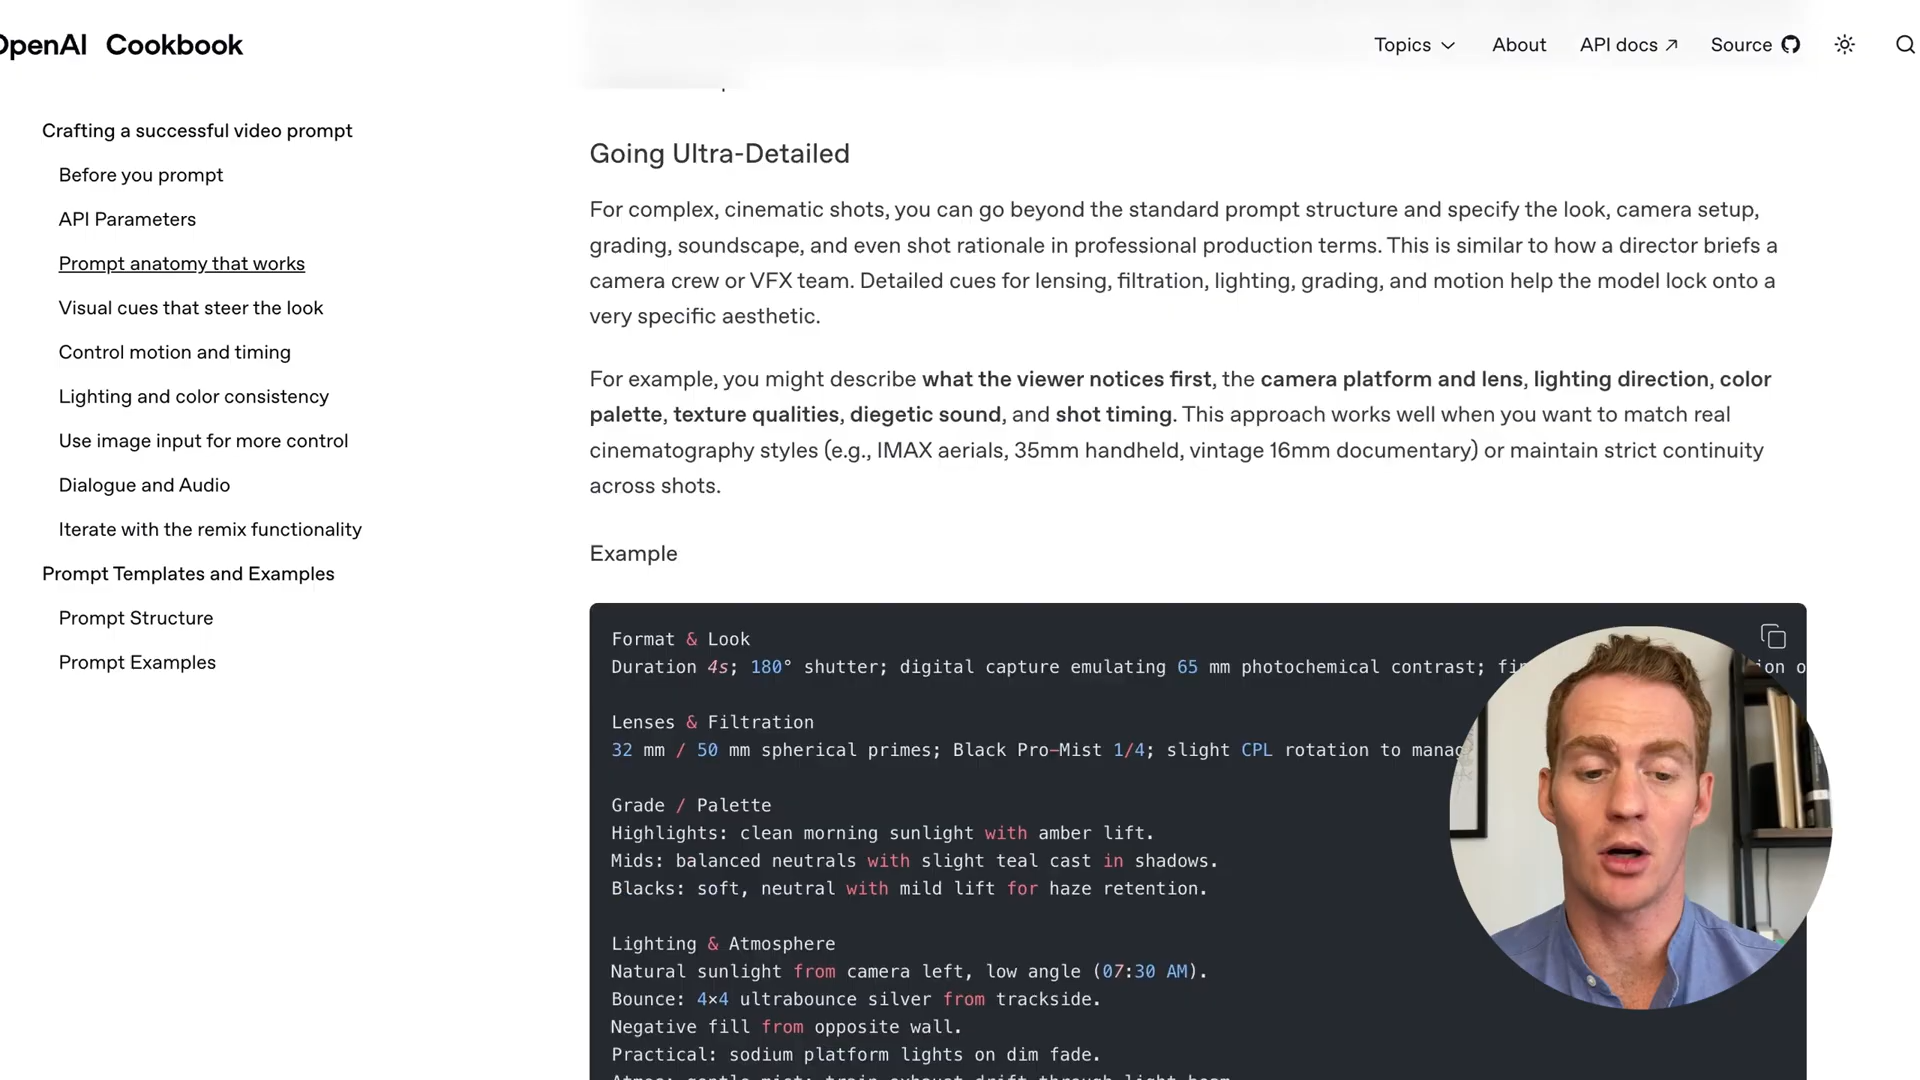 OpenAI Cookbook
Topics
About
API docs
Source
Crafting a successful video prompt
Before you prompt
API Parameters
Prompt anatomy that works
Visual cues that steer the look
Control motion and timing
Lighting and color consistency
Use image input for more control
Dialogue and Audio
Iterate with the remix functionality
Prompt Templates and Examples
Prompt Structure
Prompt Examples
Going Ultra-Detailed
For complex, cinematic shots, you can go beyond the standard prompt structure and specify the look, camera setup,
grading, soundscape, and even shot rationale in professional production terms. This is similar to how a director briefs a
camera crew or VFX team. Detailed cues for lensing, filtration, lighting, grading, and motion help the model lock onto a
very specific aesthetic.
For example, you might describe what the viewer notices first, the camera platform and lens, lighting direction, color
palette, texture qualities, diegetic sound, and shot timing. This approach works well when you want to match real
cinematography styles (e.g., IMAX aerials, 35mm handheld, vintage 16mm documentary) or maintain strict continuity
across shots.
Example
Format & Look
Duration 4s; 180° shutter; digital capture emulating 65 mm photochemical contrast;
Lenses & Filtration
32 mm / 50 mm spherical primes; Black Pro-Mist 1/4; slight CPL rotation to
Grade / Palette
Highlights: clean morning sunlight with amber lift.
Mids: balanced neutrals with slight teal cast in shadows.
Blacks: soft, neutral with mild lift for haze retention.
Lighting & Atmosphere
Natural sunlight from camera left, low angle (07:30 AM).
Bounce: 4×4 ultrabounce silver from trackside.
Negative fill from opposite wall.
Practical: sodium platform lights on dim fade.